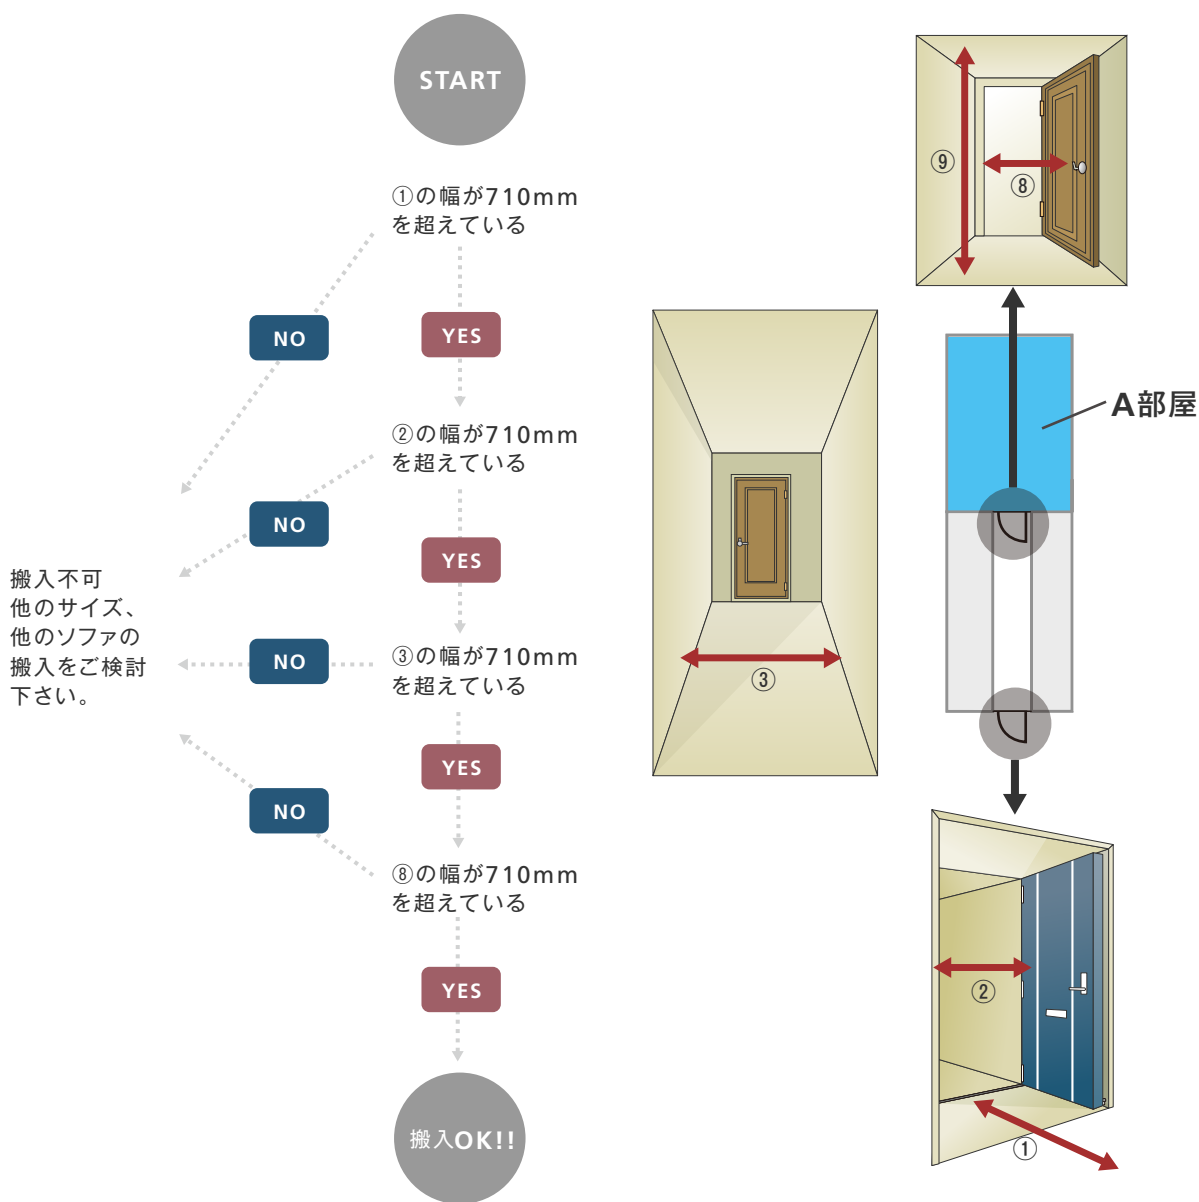 START
①の幅が710mm
を超えている
NO
YES
②の幅が710mm
を超えている
NO
YES
③の幅が710mm
を超えている
NO
YES
⑧の幅が710mm
を超えている
NO
YES
搬入OK!!
搬入不可
他のサイズ、
他のソファの
搬入をご検討
下さい。
③
⑨
⑧
A部屋
②
①